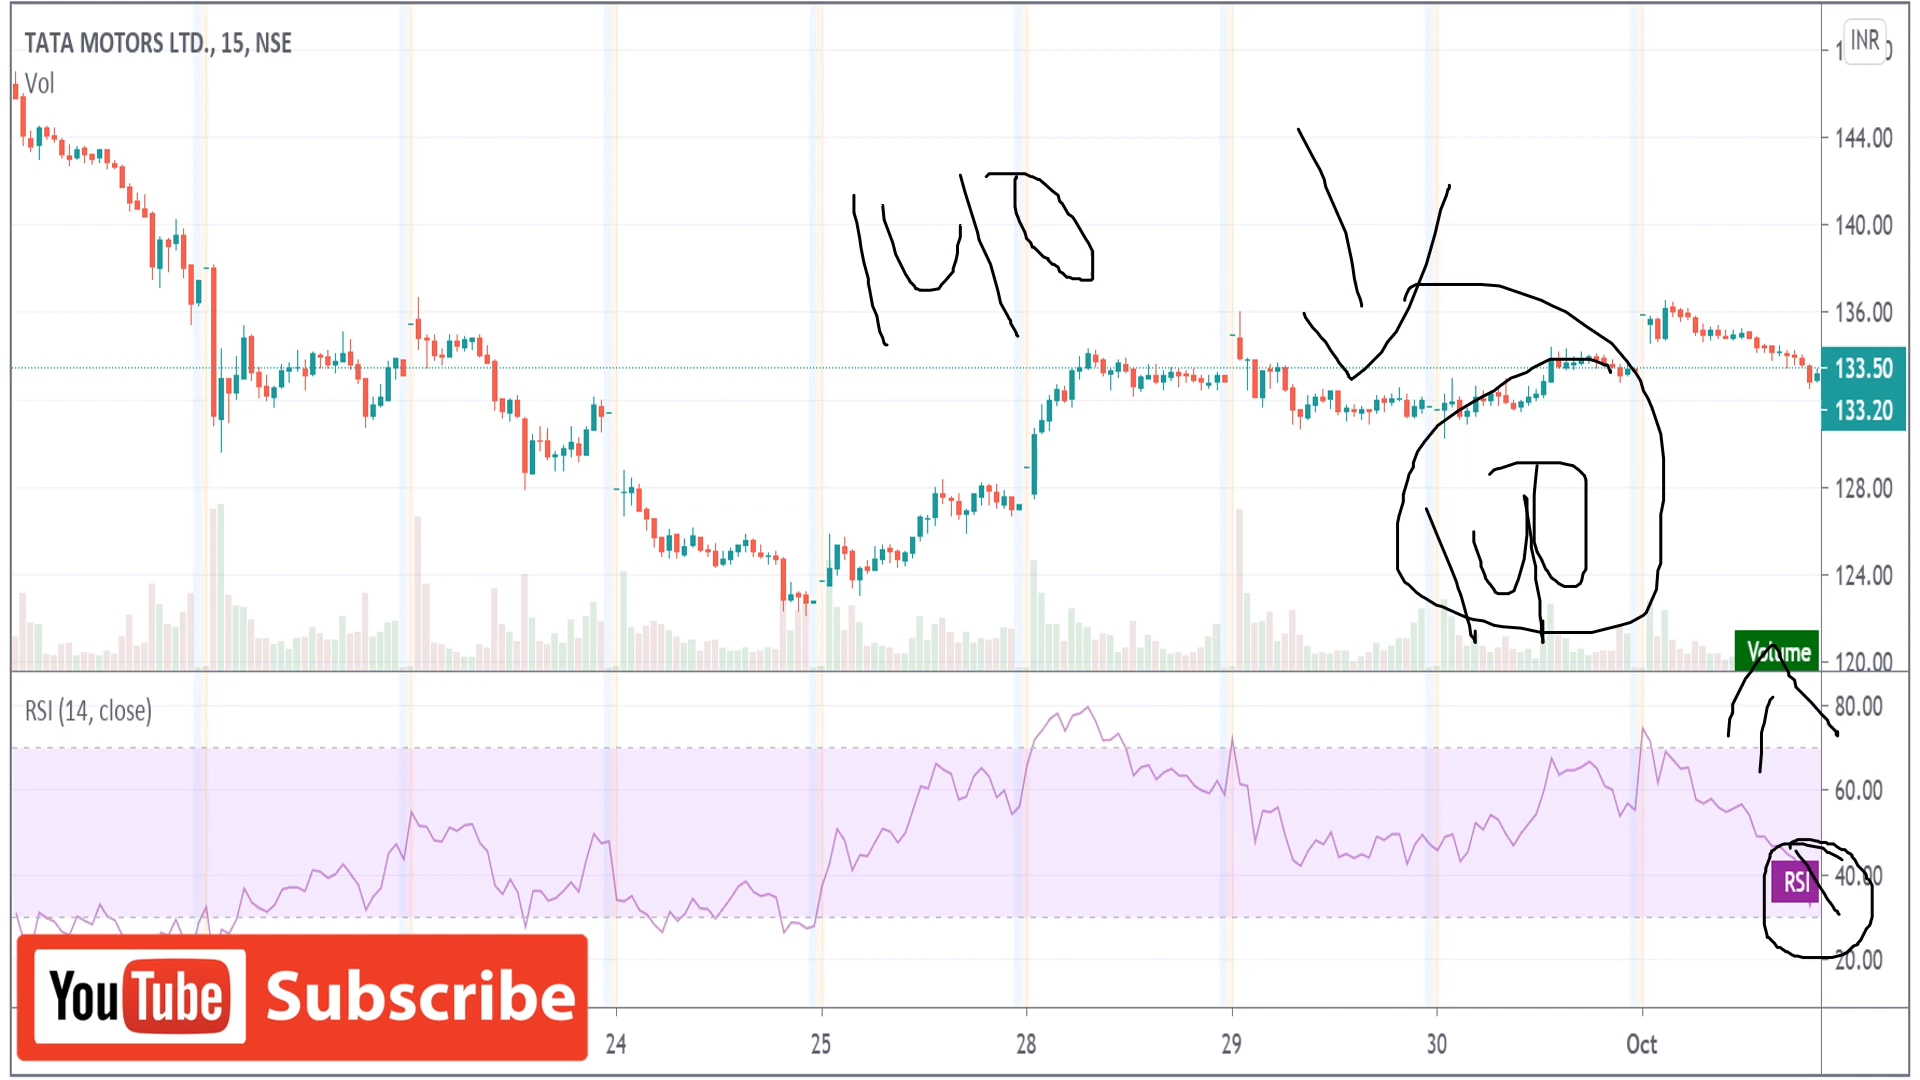 TATA MOTORS LTD., 15, NSE
INR
Vol
144.00
140.00
136.00
133.50
133.20
128.00
124.00
120.00
UP
UP
Volume
RSI (14, close)
80.00
60.00
40.00
20.00
RSI
YouTube Subscribe
24 25 28 29 30 Oct